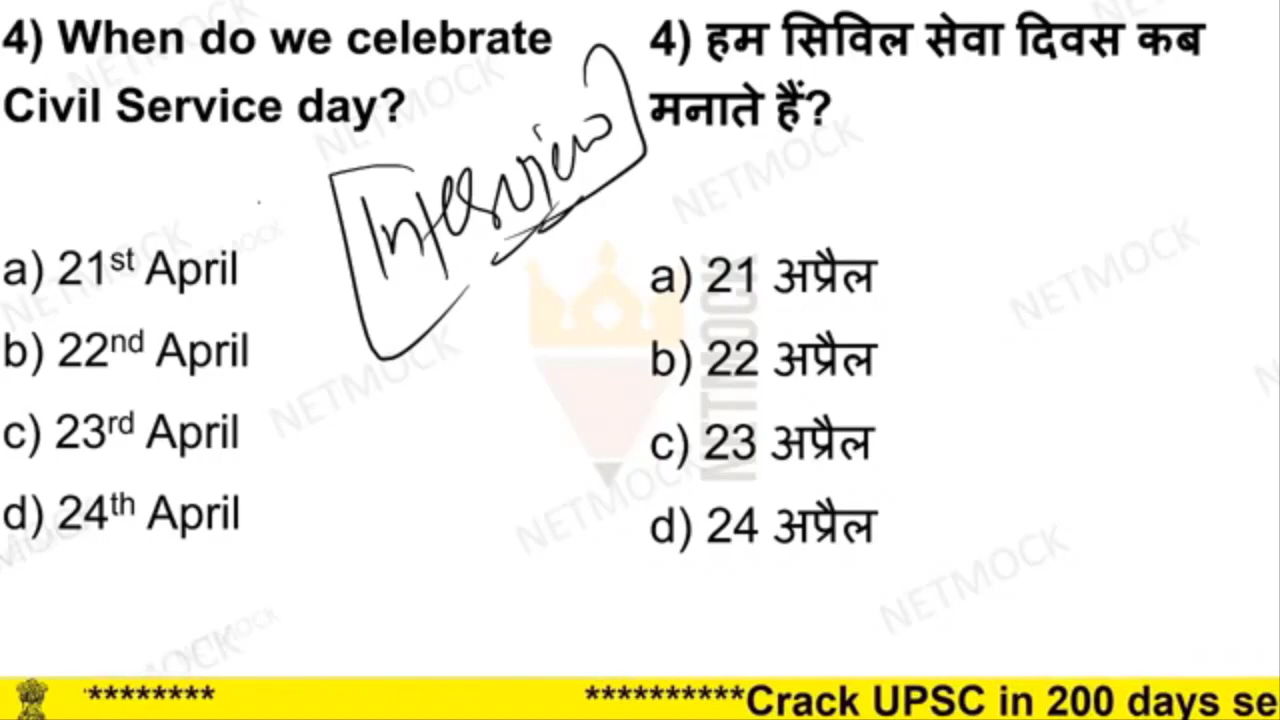 4) When do we celebrate
Civil Service day?
Interview
a) 21st April
b) 22nd April
c) 23rd April
d) 24th April
4) हम सिविल सेवा दिवस कब
मनाते हैं?
a) 21 अप्रैल
b) 22 अप्रैल
c) 23 अप्रैल
d) 24 अप्रैल
NETMOCK
'******** **********Crack UPSC in 200 days se